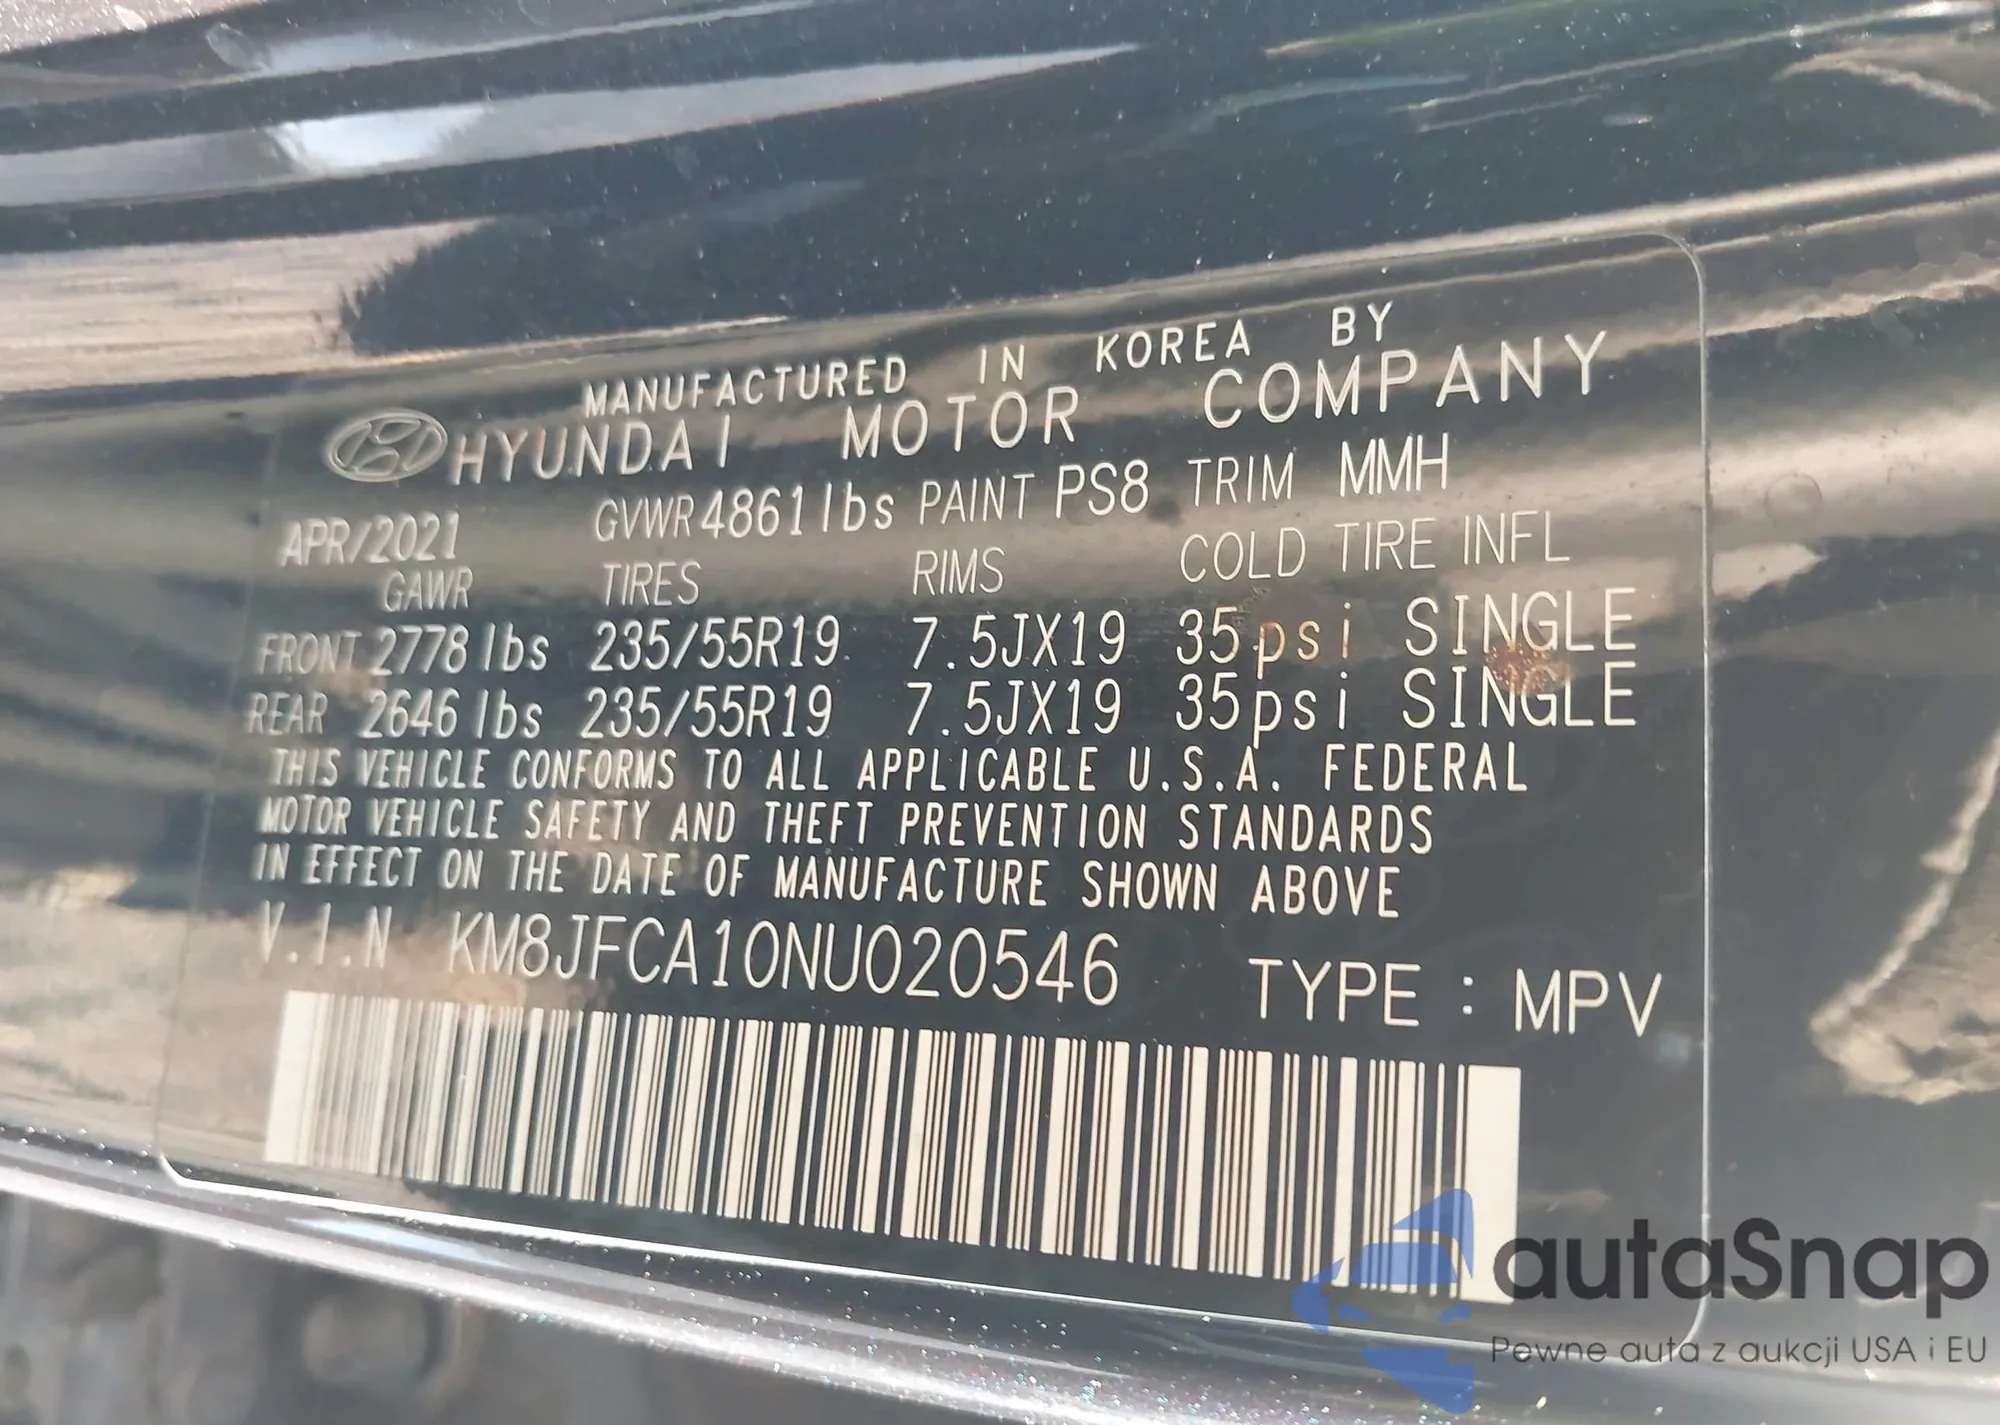 MANUFACTURED IN KOREA BY
HYUNDAI MOTOR COMPANY
APR/2021 GVWR 4861 lbs PAINT PS8 TRIM MMH
GAWR TIRES RIMS COLD TIRE INFL
FRONT 2778 lbs 235/55R19 7.5JX19 35psi SINGLE
REAR 2646 lbs 235/55R19 7.5JX19 35psi SINGLE
THIS VEHICLE CONFORMS TO ALL APPLICABLE U.S.A. FEDERAL
MOTOR VEHICLE SAFETY AND THEFT PREVENTION STANDARDS
IN EFFECT ON THE DATE OF MANUFACTURE SHOWN ABOVE
V.I.N KM8JFCA10NU020546 TYPE : MPV
autaSnap
Pewne auta z aukcji USA i EU